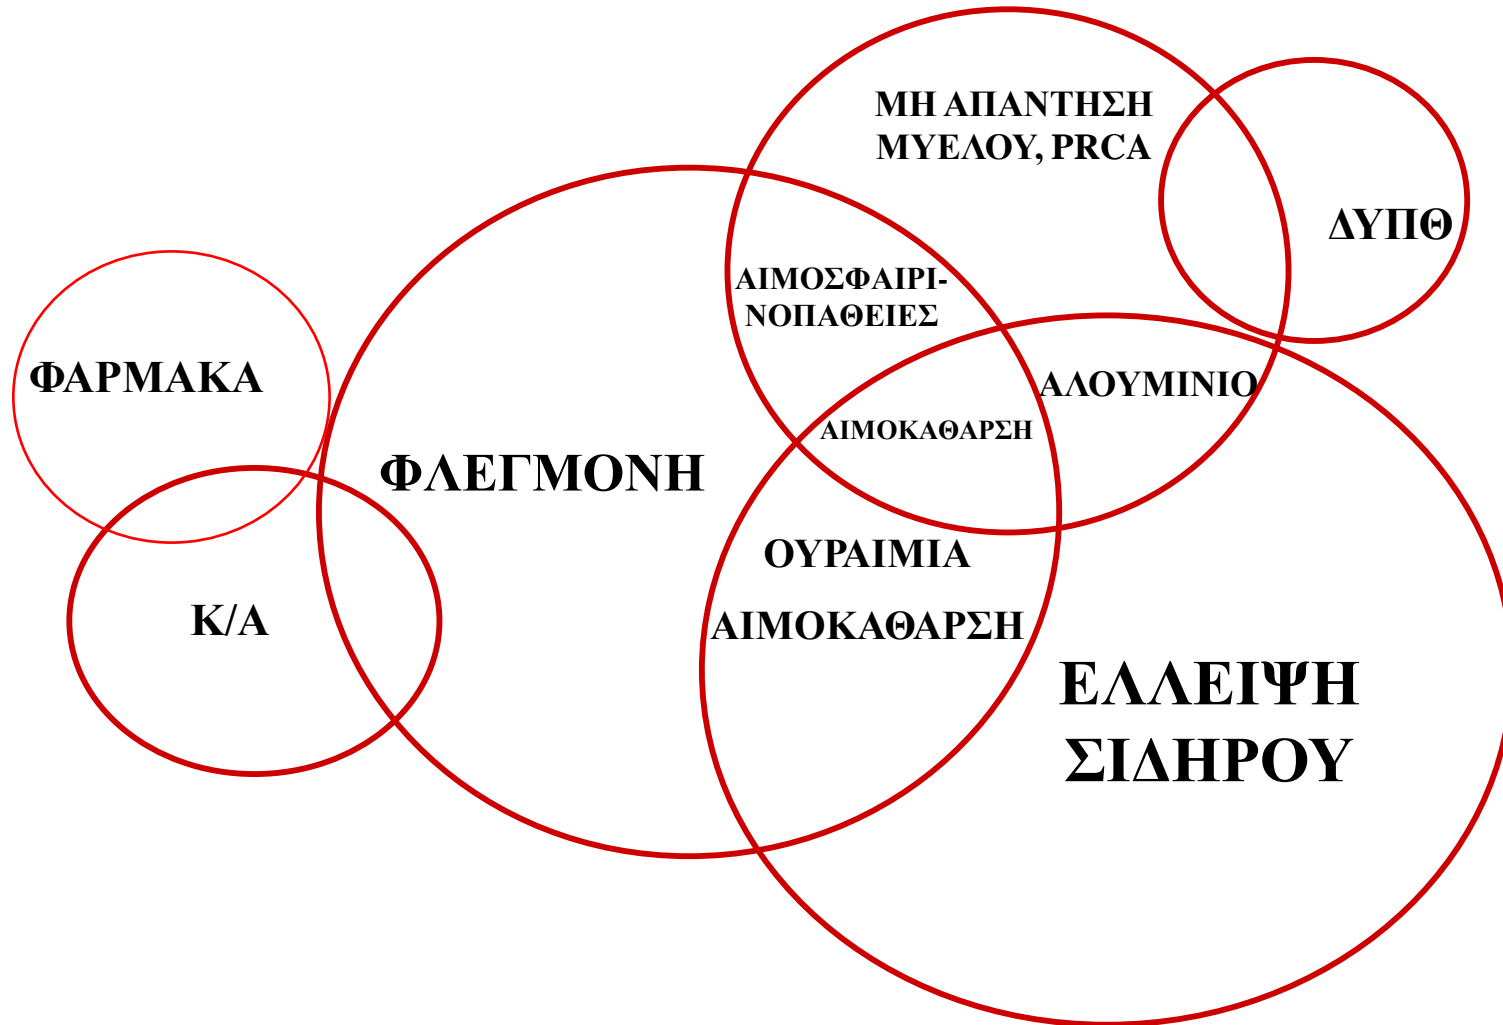 ΜΗ ΑΠΑΝΤΗΣΗ
ΜΥΕΛΟΥ, PRCA
ΔΥΠΘ
ΑΙΜΟΣΦΑΙΡΙ-
ΝΟΠΑΘΕΙΕΣ
ΦΑΡΜΑΚΑ
ΑΛΟΥΜΙΝΙΟ
ΑΙΜΟΚΑΘΑΡΣΗ
ΦΛΕΓΜΟΝΗ
ΟΥΡΑΙΜΙΑ
ΑΙΜΟΚΑΘΑΡΣΗ
Κ/Α
ΕΛΛΕΙΨΗ
ΣΙΔΗΡΟΥ